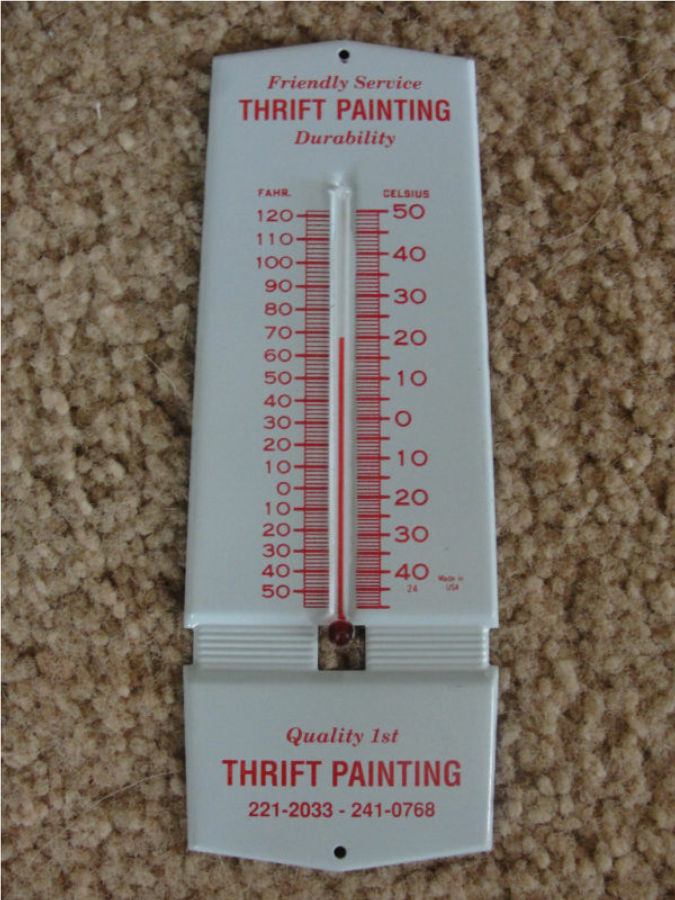 Friendly Service
THRIFT PAINTING
Durability
FAHR. CELSIUS
120 50
110
100 40
90
80 30
70
60 20
50 10
40
30 0
20
10 10
0
10 20
20 30
30
40 40 Made in
50 24 USA
Quality 1st
THRIFT PAINTING
221-2033 - 241-0768